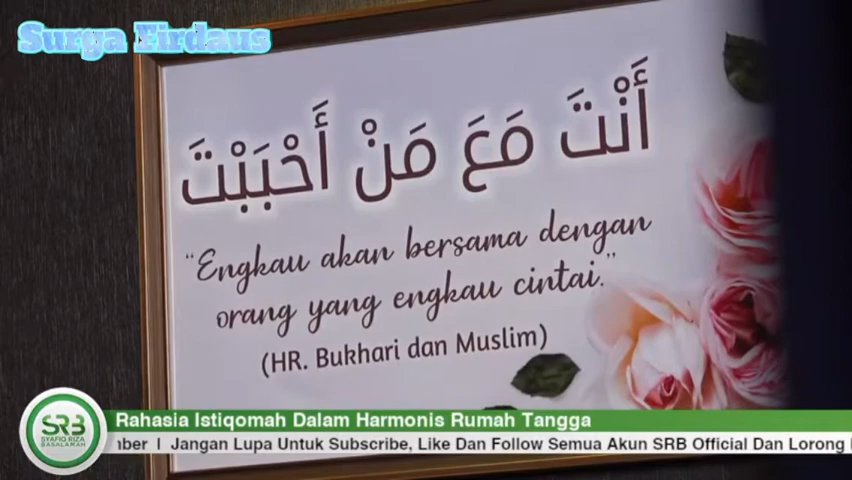 Surga Firdaus
أَنْتَ مَعَ مَنْ أَحْبَبْتَ
“Engkau akan bersama dengan
orang yang engkau cintai.”
(HR. Bukhari dan Muslim)
SRB
SYAFIQ RIZA
BASALAMAH
Rahasia Istiqomah Dalam Harmonis Rumah Tangga
mber | Jangan Lupa Untuk Subscribe, Like Dan Follow Semua Akun SRB Official Dan Lorong